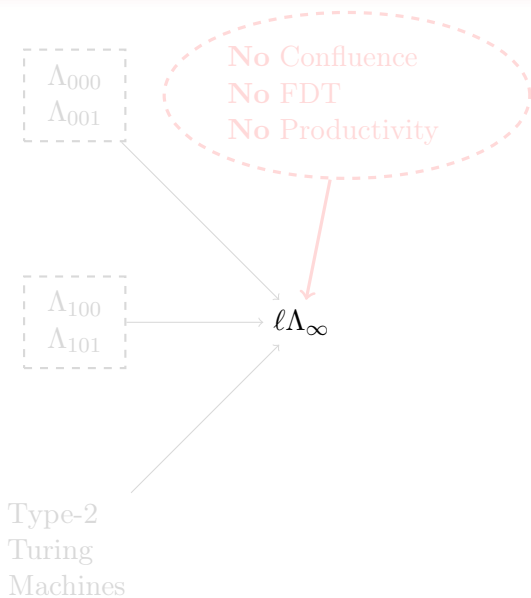 Λ₀₀₀
Λ₀₀₁
No Confluence
No FDT
No Productivity
Λ₁₀₀
Λ₁₀₁
ℓΛ∞
Type-2
Turing
Machines